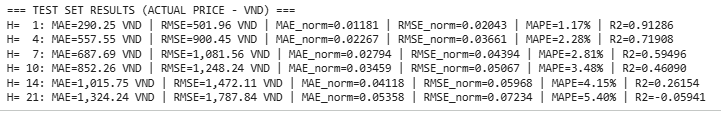 === TEST SET RESULTS (ACTUAL PRICE - VND) ===
H=  1: MAE=290.25 VND | RMSE=501.96 VND | MAE_norm=0.01181 | RMSE_norm=0.02043 | MAPE=1.17% | R2=0.91286
H=  4: MAE=557.55 VND | RMSE=900.45 VND | MAE_norm=0.02267 | RMSE_norm=0.03661 | MAPE=2.28% | R2=0.71908
H=  7: MAE=687.69 VND | RMSE=1,081.56 VND | MAE_norm=0.02794 | RMSE_norm=0.04394 | MAPE=2.81% | R2=0.59496
H= 10: MAE=852.26 VND | RMSE=1,248.24 VND | MAE_norm=0.03459 | RMSE_norm=0.05067 | MAPE=3.48% | R2=0.46090
H= 14: MAE=1,015.75 VND | RMSE=1,472.11 VND | MAE_norm=0.04118 | RMSE_norm=0.05968 | MAPE=4.15% | R2=0.26154
H= 21: MAE=1,324.24 VND | RMSE=1,787.84 VND | MAE_norm=0.05358 | RMSE_norm=0.07234 | MAPE=5.40% | R2=-0.05941